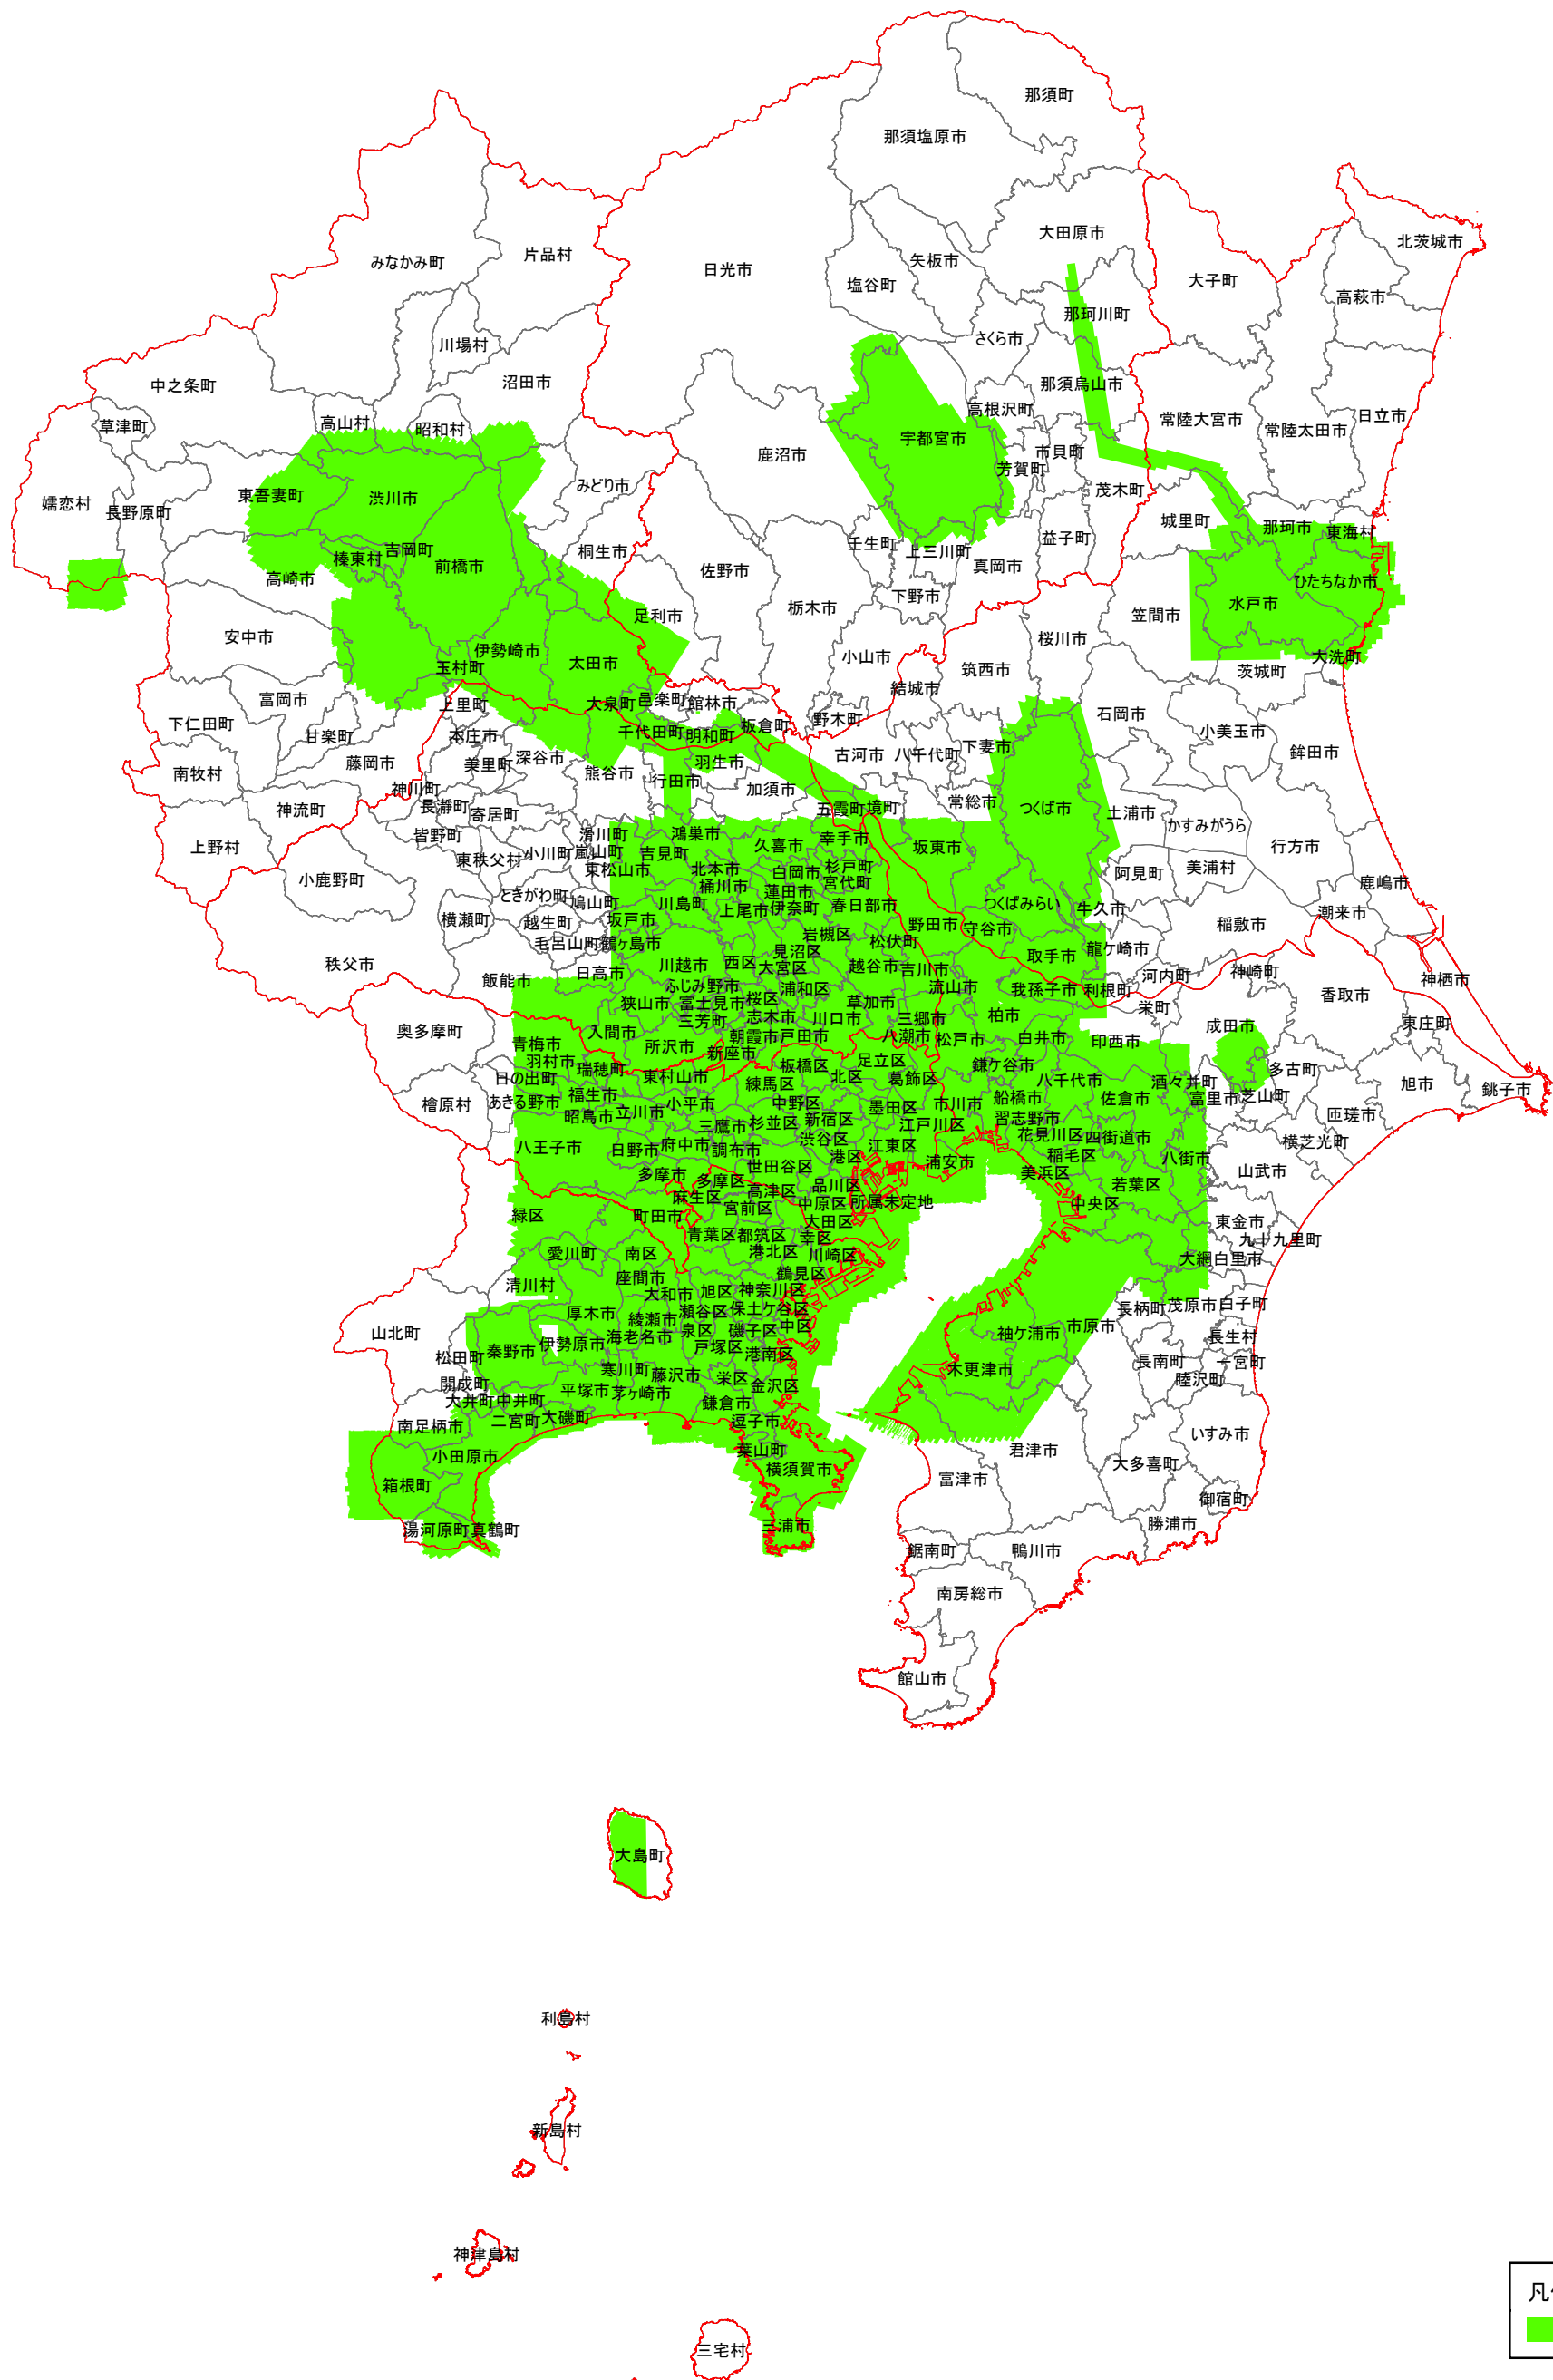 那須町
那須塩原市
大田原市
北茨城市
みなかみ町
片品村
日光市
矢板市
塩谷町
大子町
高萩市
那珂川町
川場村
さくら市
中之条町
沼田市
那須烏山市
草津町
高山村
昭和村
高根沢町
常陸大宮市
常陸太田市
日立市
宇都宮市
鹿沼市
市貝町
芳賀町
茂木町
みどり市
東吾妻町
渋川市
嬬恋村
長野原町
城里町
那珂市
東海村
益子町
壬生町
上三川町
真岡市
桐生市
吉岡町
榛東村
前橋市
高崎市
佐野市
ひたちなか市
水戸市
下野市
栃木市
足利市
笠間市
安中市
桜川市
伊勢崎市
太田市
小山市
玉村町
筑西市
茨城町
大洗町
結城市
富岡市
上里町
大泉町
邑楽町
館林市
下仁田町
甘楽町
千代田町
明和町
板倉町
野木町
石岡市
小美玉市
本庄市
古河市
八千代町
下妻市
鉾田市
南牧村
藤岡市
美里町
深谷市
熊谷市
羽生市
行田市
加須市
神川町
長瀞町
寄居町
神流町
五霞町
境町
常総市
つくば市
土浦市
かすみがうら
皆野町
滑川町
鴻巣市
久喜市
幸手市
坂東市
行方市
上野村
東秩父村
小川町
嵐山町
吉見町
東松山市
北本市
白岡市
杉戸町
阿見町
美浦村
小鹿野町
桶川市
蓮田市
宮代町
鹿嶋市
ときがわ町
鳩山町
川島町
上尾市
伊奈町
春日部市
つくばみらい
牛久市
潮来市
横瀬町
越生町
坂戸市
野田市
守谷市
稲敷市
毛呂山町
鶴ヶ島市
岩槻区
松伏町
見沼区
取手市
龍ケ崎市
秩父市
日高市
川越市
西区
大宮区
越谷市
吉川市
河内町
神崎町
神栖市
飯能市
ふじみ野市
浦和区
流山市
我孫子市
利根町
香取市
狭山市
富士見市
桜区
草加市
栄町
奥多摩町
三芳町
志木市
川口市
三郷市
柏市
成田市
東庄町
入間市
朝霞市
戸田市
八潮市
松戸市
白井市
印西市
青梅市
所沢市
新座市
羽村市
瑞穂町
板橋区
足立区
鎌ケ谷市
多古町
日の出町
東村山市
練馬区
北区
葛飾区
八千代市
酒々井町
旭市
銚子市
檜原村
あきる野市
福生市
船橋市
佐倉市
富里市
芝山町
昭島市
立川市
小平市
中野区
墨田区
市川市
匝瑳市
三鷹市
杉並区
新宿区
江戸川区
習志野市
花見川区
四街道市
横芝光町
八王子市
日野市
府中市
調布市
渋谷区
江東区
港区
浦安市
稲毛区
八街市
山武市
多摩市
多摩区
世田谷区
美浜区
麻生区
高津区
品川区
若葉区
緑区
町田市
宮前区
中原区
所属未定地
中央区
大田区
東金市
青葉区
都筑区
幸区
九十九里町
愛川町
南区
港北区
川崎区
大網白里市
清川村
座間市
鶴見区
大和市
旭区
神奈川区
厚木市
瀬谷区
保土ケ谷区
長柄町
茂原市
白子町
山北町
綾瀬市
泉区
磯子区
中区
袖ケ浦市
市原市
秦野市
伊勢原市
海老名市
戸塚区
港南区
長生村
松田町
長南町
一宮町
開成町
寒川町
藤沢市
栄区
金沢区
木更津市
睦沢町
大井町
中井町
平塚市
茅ヶ崎市
鎌倉市
南足柄市
二宮町
大磯町
逗子市
いすみ市
小田原市
葉山町
君津市
箱根町
横須賀市
富津市
大多喜町
御宿町
湯河原町
真鶴町
三浦市
勝浦市
鋸南町
鴨川市
南房総市
館山市
大島町
利島村
新島村
神津島村
凡
三宅村